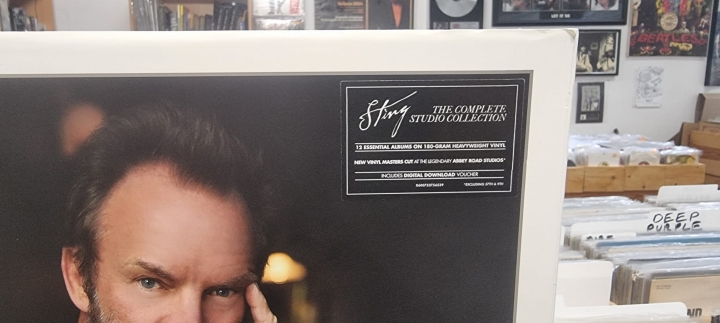 Sting
THE COMPLETE
STUDIO COLLECTION
12 ESSENTIAL ALBUMS ON 180-GRAM HEAVYWEIGHT VINYL
NEW VINYL MASTERS CUT AT THE LEGENDARY ABBEY ROAD STUDIOS*
INCLUDES DIGITAL DOWNLOAD VOUCHER
DEEP
PURPLE